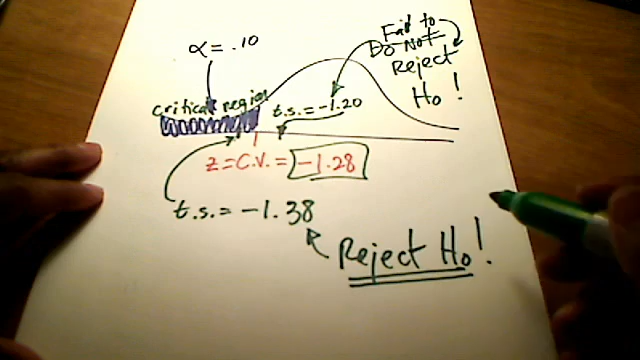 α = .10
Fail to
Do Not
Reject
Ho!
critical region
t.s. = -1.20
z = C.V. = -1.28
t.s. = -1.38
Reject Ho!